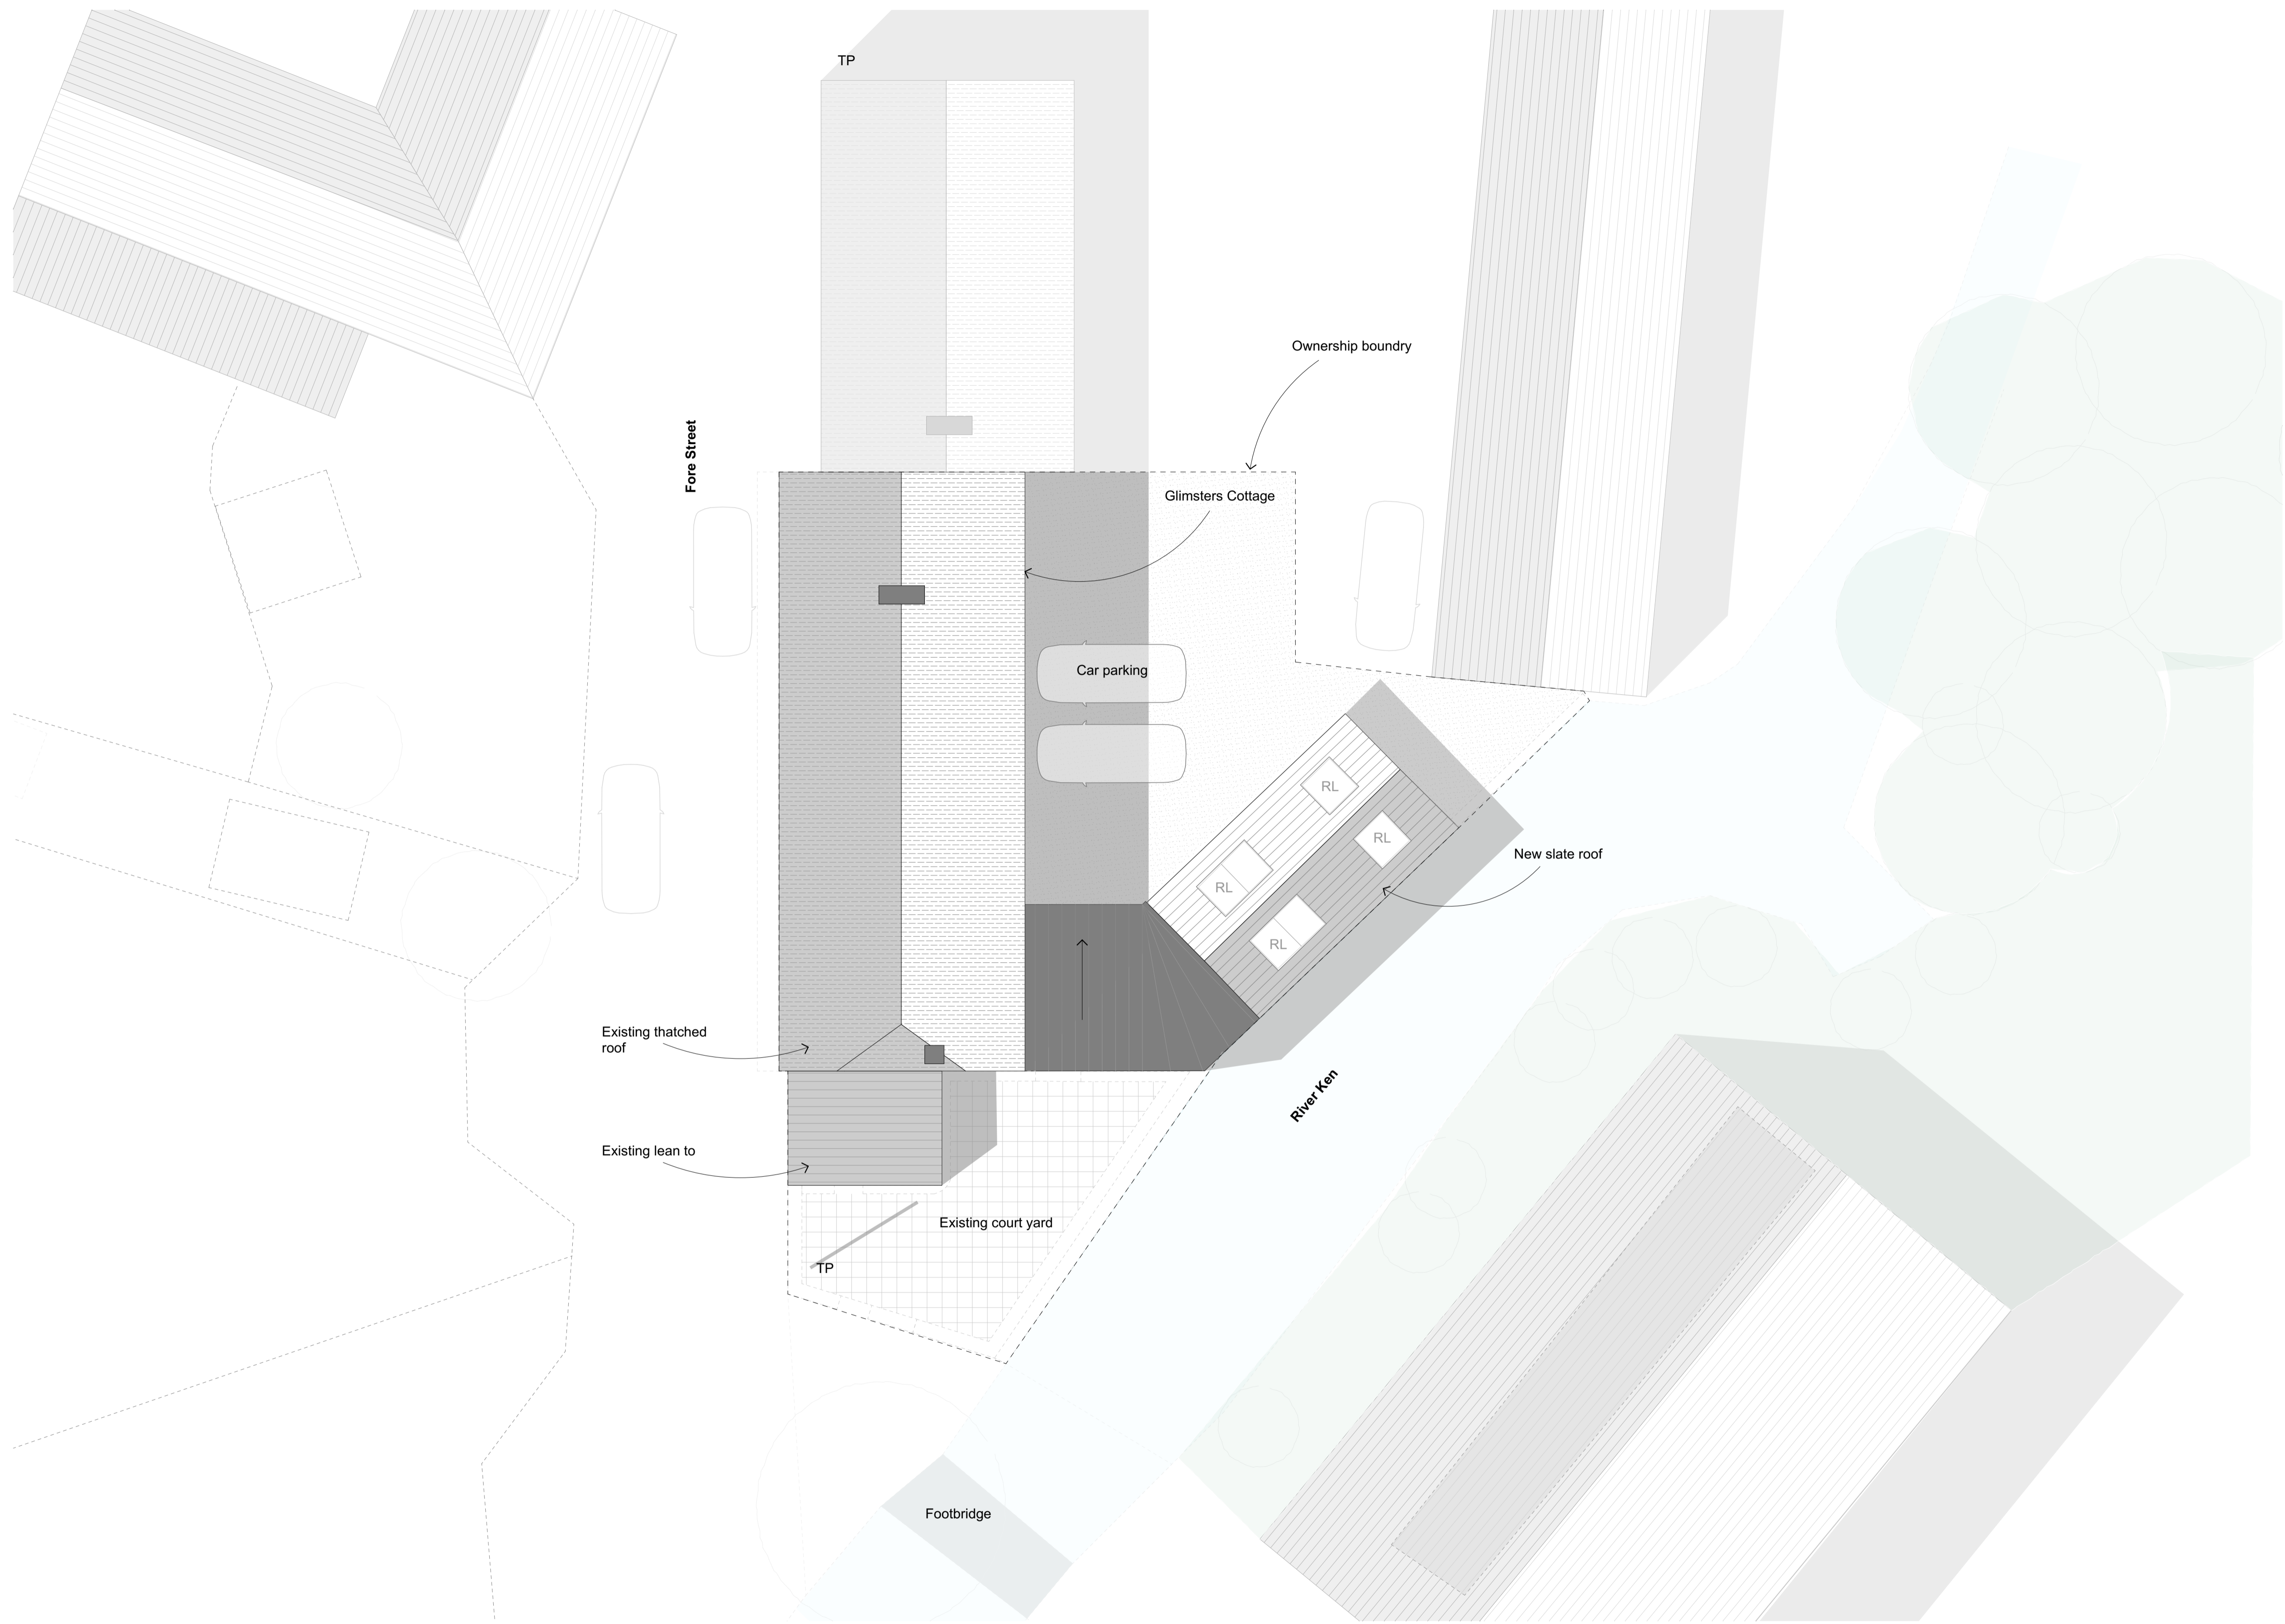 TP
Ownership boundry
Fore Street
Glimsters Cottage
Car parking
RL
RL
New slate roof
RL
RL
Existing thatched
roof
River Ken
Existing lean to
Existing court yard
TP
Footbridge